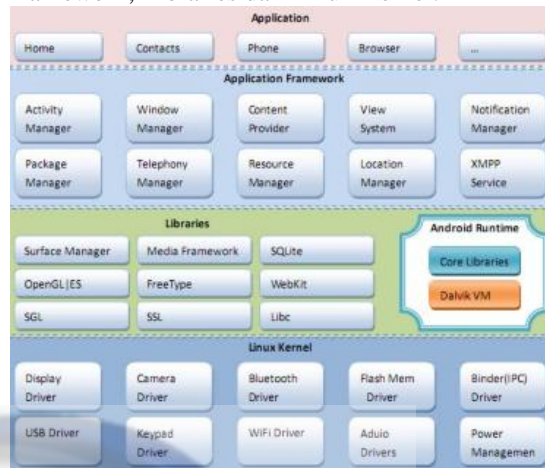 Application
Home
Contacts
Phone
Browser
...
Application Framework
Activity
Manager
Window
Manager
Content
Provider
View
System
Notification
Manager
Package
Manager
Telephony
Manager
Resource
Manager
Location
Manager
XMPP
Service
Libraries
Surface Manager
Media Framework
SQLite
OpenGL|ES
FreeType
WebKit
SGL
SSL
Libc
Android Runtime
Core Libraries
Dalvik VM
Linux Kernel
Display
Driver
Camera
Driver
Bluetooth
Driver
Flash Mem
Driver
Binder(IPC)
Driver
USB Driver
Keypad
Driver
WiFi Driver
Aduio
Drivers
Power
Managemen